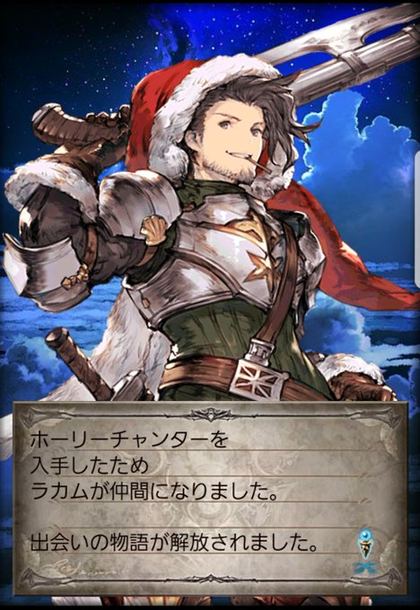 ホーリーチャンターを
入手したため
ラカムが仲間になりました。
出会いの物語が解放されました。